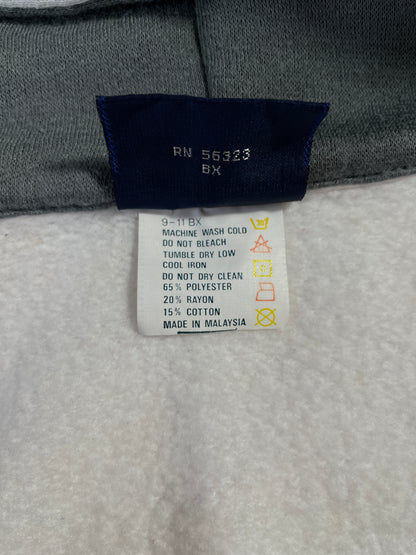 RN 56323
BX
9-11 BX
MACHINE WASH COLD
DO NOT BLEACH
TUMBLE DRY LOW
COOL IRON
DO NOT DRY CLEAN
65% POLYESTER
20% RAYON
15% COTTON
MADE IN MALAYSIA